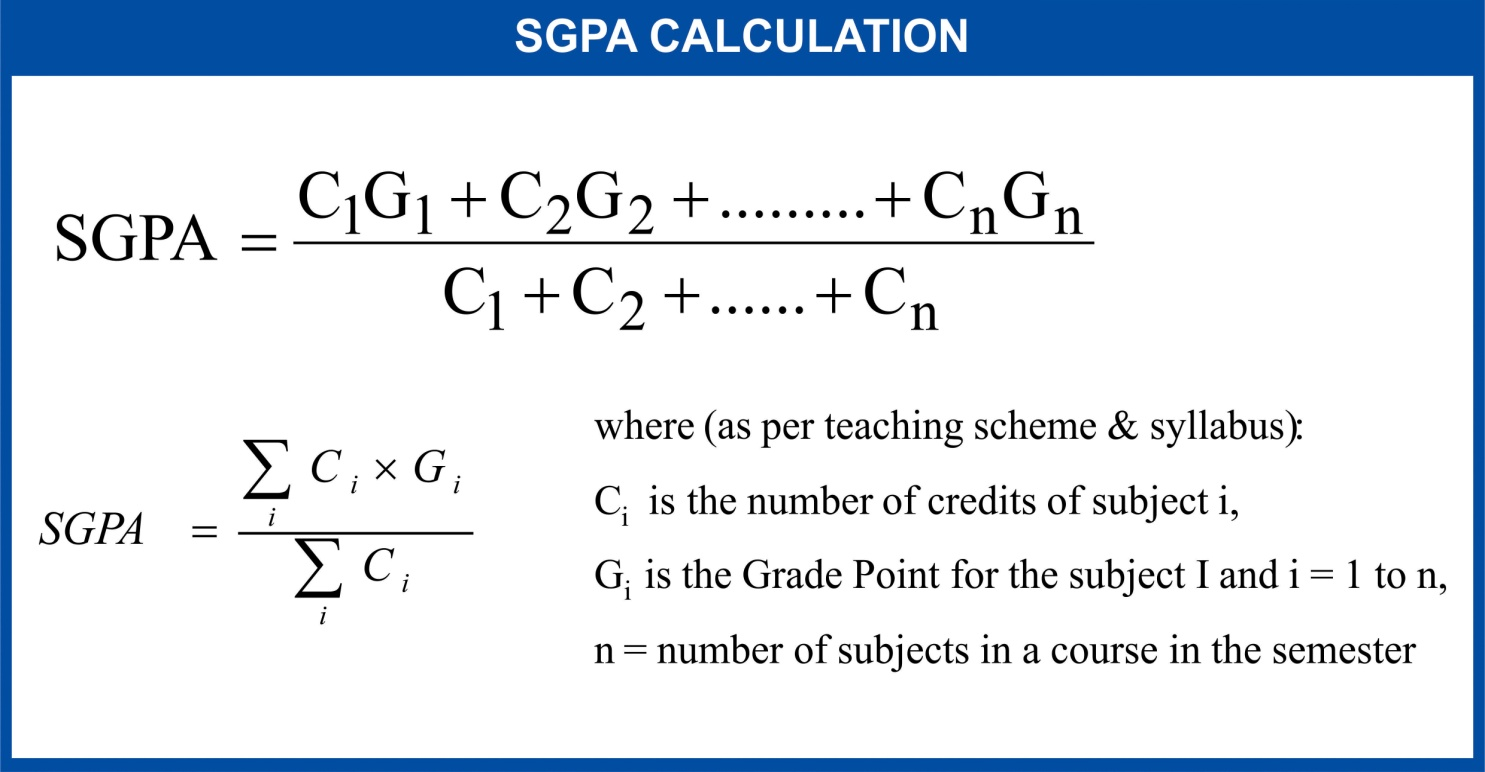 SGPA CALCULATION
SGPA = (C₁G₁ + C₂G₂ + ......... + CₙGₙ) / (C₁ + C₂ + ...... + Cₙ)
SGPA = (∑ᵢ Cᵢ × Gᵢ) / (∑ᵢ Cᵢ)
where (as per teaching scheme & syllabus):
Cᵢ is the number of credits of subject i,
Gᵢ is the Grade Point for the subject I and i = 1 to n,
n = number of subjects in a course in the semester